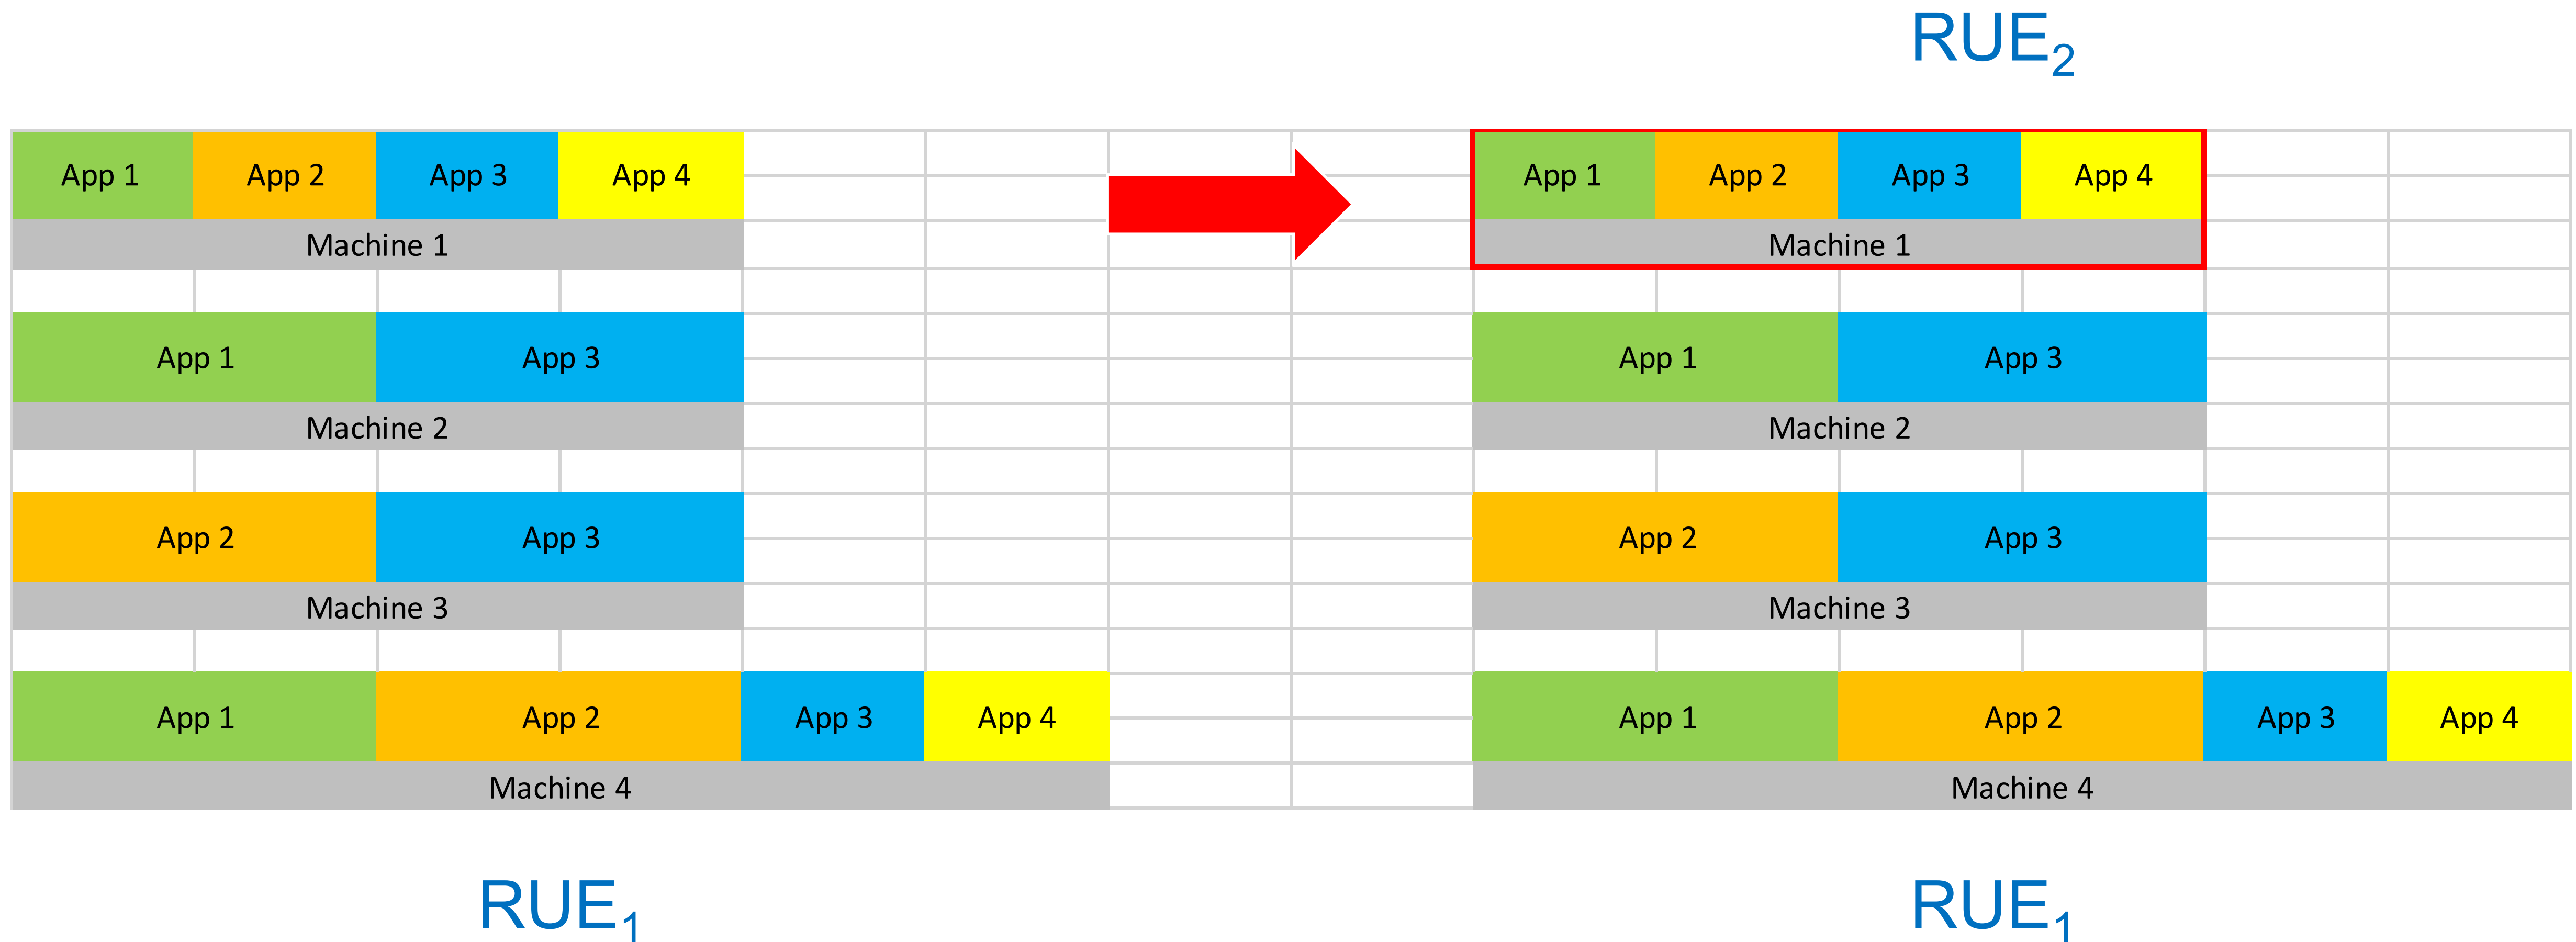 RUE2
App 1 App 2 App 3 App 4 App 1 App 2 App 3 App 4
Machine 1 Machine 1
App 1 App 3 App 1 App 3
Machine 2 Machine 2
App 2 App 3 App 2 App 3
Machine 3 Machine 3
App 1 App 2 App 3 App 4 App 1 App 2 App 3 App 4
Machine 4 Machine 4
RUE1 RUE1